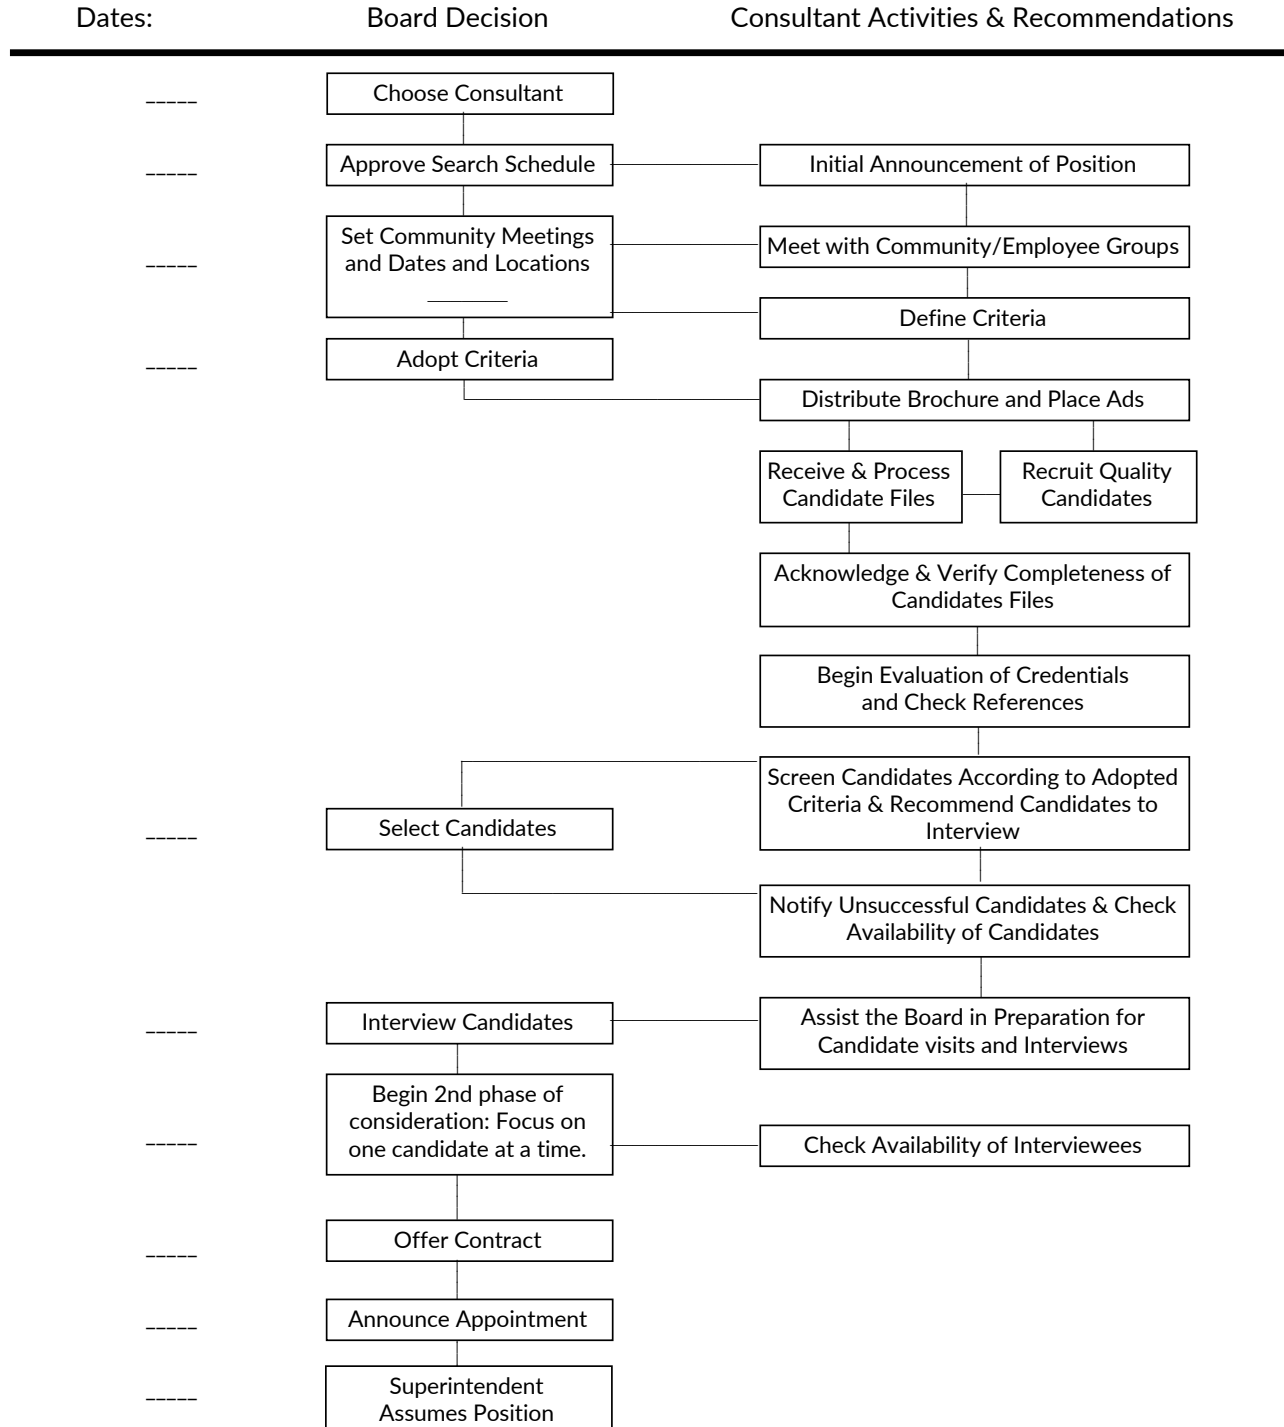 Dates:
Board Decision
Consultant Activities & Recommendations
_____
Choose Consultant
_____
Approve Search Schedule
Initial Announcement of Position
_____
Set Community Meetings
and Dates and Locations
________
Meet with Community/Employee Groups
Define Criteria
_____
Adopt Criteria
Distribute Brochure and Place Ads
Receive & Process
Candidate Files
Recruit Quality
Candidates
Acknowledge & Verify Completeness of
Candidates Files
Begin Evaluation of Credentials
and Check References
Screen Candidates According to Adopted
Criteria & Recommend Candidates to
Interview
_____
Select Candidates
Notify Unsuccessful Candidates & Check
Availability of Candidates
_____
Interview Candidates
Assist the Board in Preparation for
Candidate visits and Interviews
_____
Begin 2nd phase of
consideration: Focus on
one candidate at a time.
Check Availability of Interviewees
_____
Offer Contract
_____
Announce Appointment
_____
Superintendent
Assumes Position